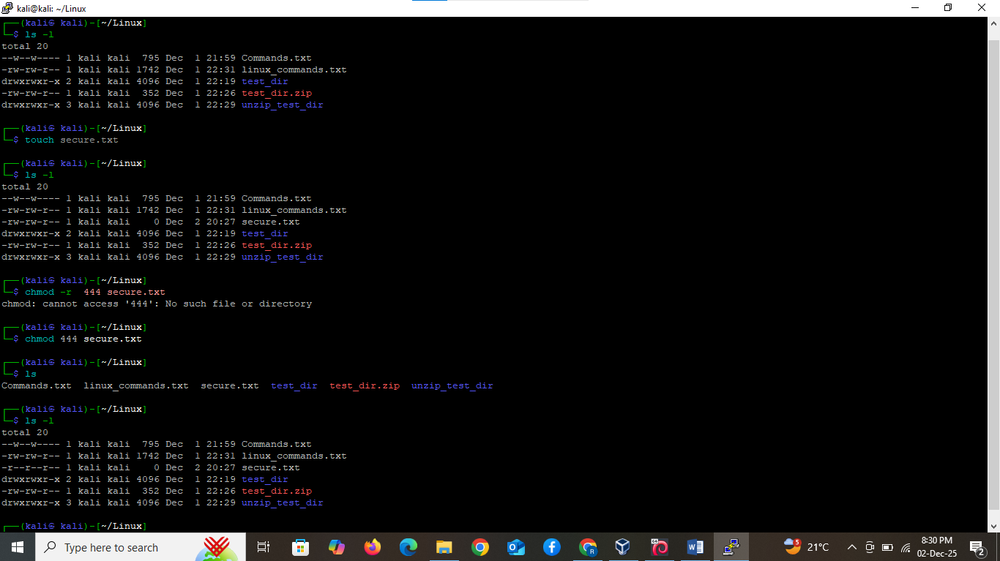 kali@kali: ~/Linux
┌──(kali㉿ kali)-[~/Linux]
└─$ ls -l
total 20
--w--w---- 1 kali kali  795 Dec  1 21:59 Commands.txt
-rw-rw-r-- 1 kali kali 1742 Dec  1 22:31 linux_commands.txt
drwxrwxr-x 2 kali kali 4096 Dec  1 22:19 test_dir
-rw-rw-r-- 1 kali kali  352 Dec  1 22:26 test_dir.zip
drwxrwxr-x 3 kali kali 4096 Dec  1 22:29 unzip_test_dir
┌──(kali㉿ kali)-[~/Linux]
└─$ touch secure.txt
┌──(kali㉿ kali)-[~/Linux]
└─$ ls -l
total 20
--w--w---- 1 kali kali  795 Dec  1 21:59 Commands.txt
-rw-rw-r-- 1 kali kali 1742 Dec  1 22:31 linux_commands.txt
-rw-rw-r-- 1 kali kali    0 Dec  2 20:27 secure.txt
drwxrwxr-x 2 kali kali 4096 Dec  1 22:19 test_dir
-rw-rw-r-- 1 kali kali  352 Dec  1 22:26 test_dir.zip
drwxrwxr-x 3 kali kali 4096 Dec  1 22:29 unzip_test_dir
┌──(kali㉿ kali)-[~/Linux]
└─$ chmod -r  444 secure.txt
chmod: cannot access '444': No such file or directory
┌──(kali㉿ kali)-[~/Linux]
└─$ chmod 444 secure.txt
┌──(kali㉿ kali)-[~/Linux]
└─$ ls
Commands.txt  linux_commands.txt  secure.txt  test_dir  test_dir.zip  unzip_test_dir
┌──(kali㉿ kali)-[~/Linux]
└─$ ls -l
total 20
--w--w---- 1 kali kali  795 Dec  1 21:59 Commands.txt
-rw-rw-r-- 1 kali kali 1742 Dec  1 22:31 linux_commands.txt
-r--r--r-- 1 kali kali    0 Dec  2 20:27 secure.txt
drwxrwxr-x 2 kali kali 4096 Dec  1 22:19 test_dir
-rw-rw-r-- 1 kali kali  352 Dec  1 22:26 test_dir.zip
drwxrwxr-x 3 kali kali 4096 Dec  1 22:29 unzip_test_dir
┌──(kali㉿ kali)-[~/Linux]
Type here to search
5
21°C
8:30 PM
02-Dec-25
2